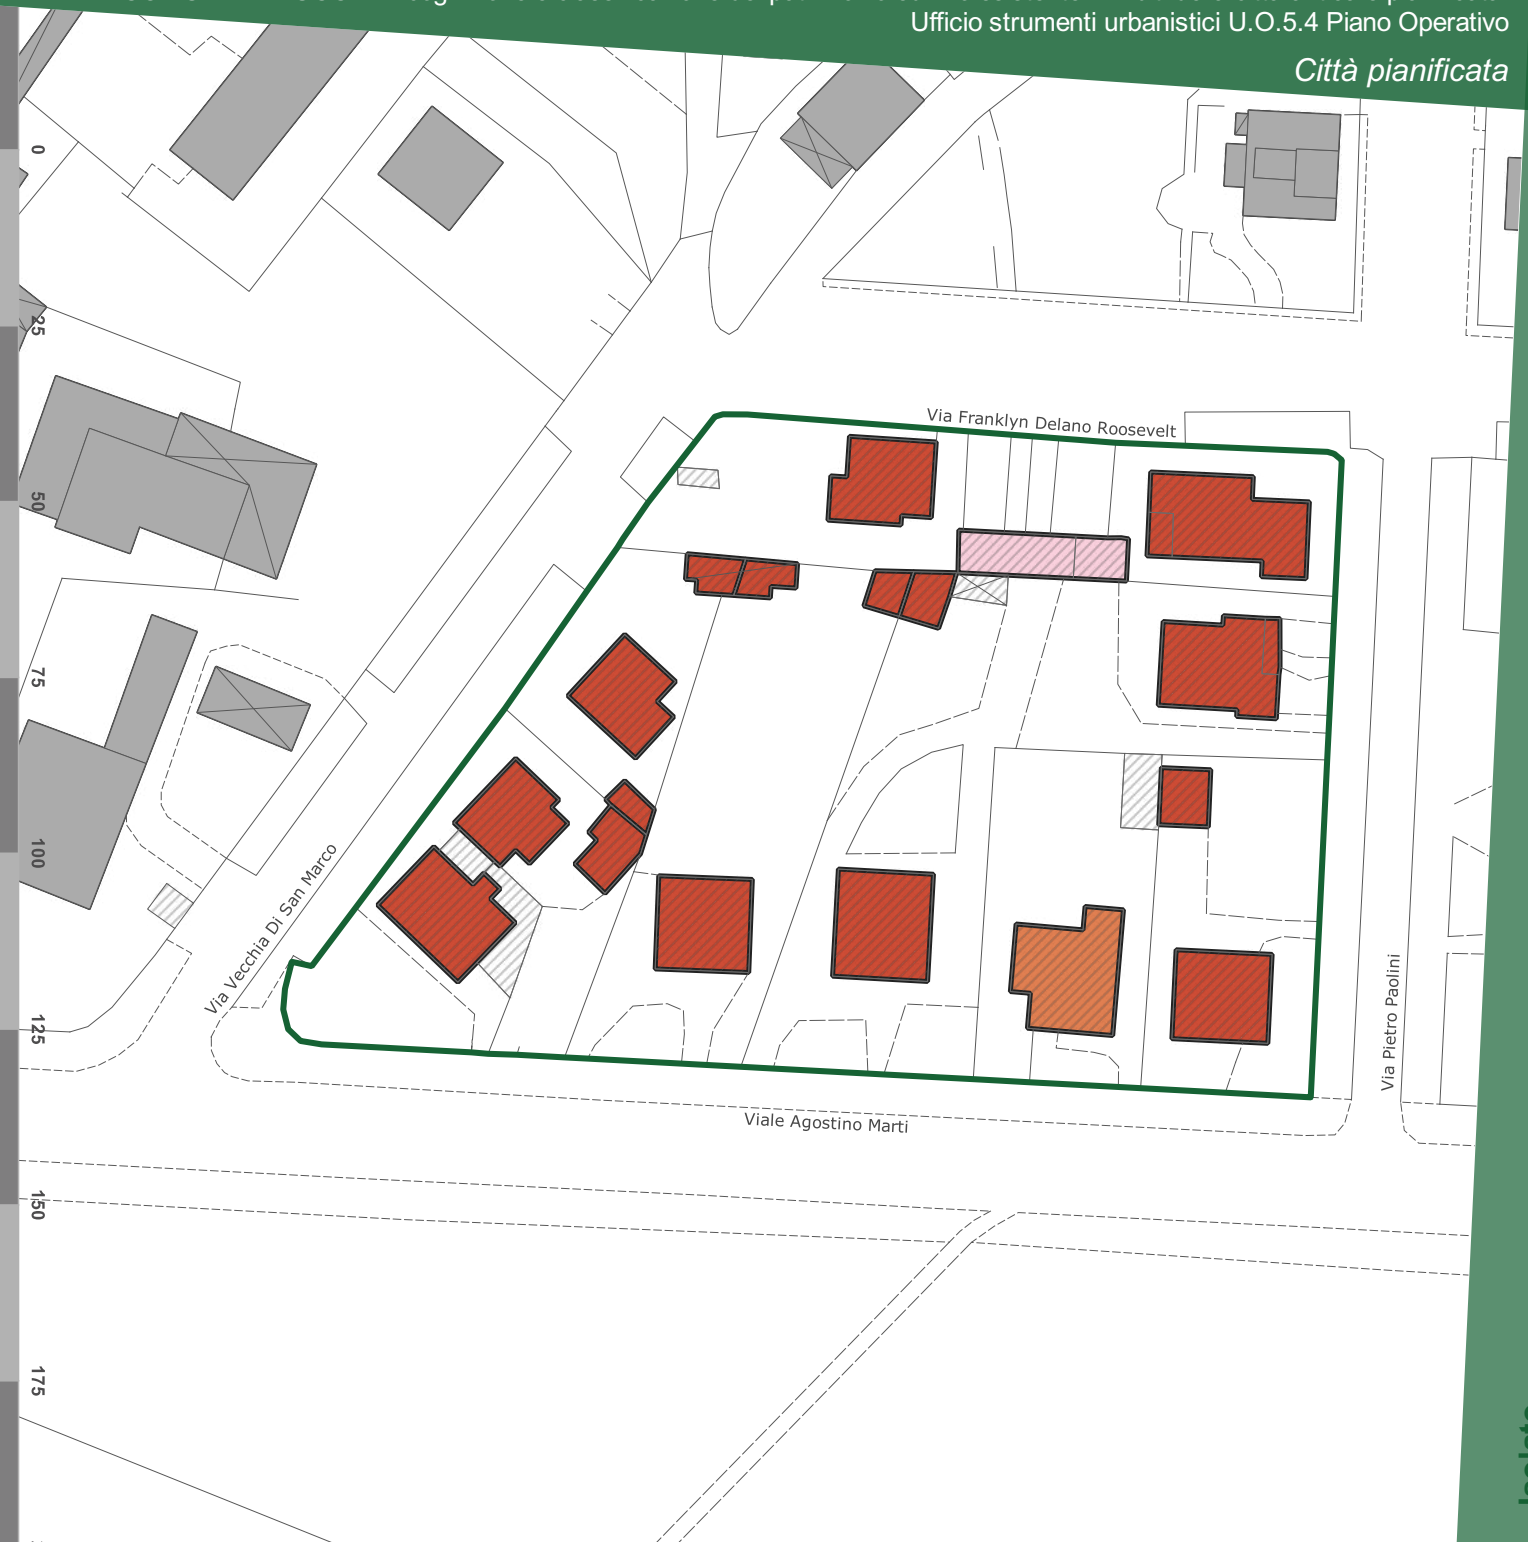 Ufficio strumenti urbanistici U.O.5.4 Piano Operativo
Città pianificata
0
25
50
75
100
125
150
175
Via Franklyn Delano Roosevelt
Via Vecchia Di San Marco
Via Pietro Paolini
Viale Agostino Marti